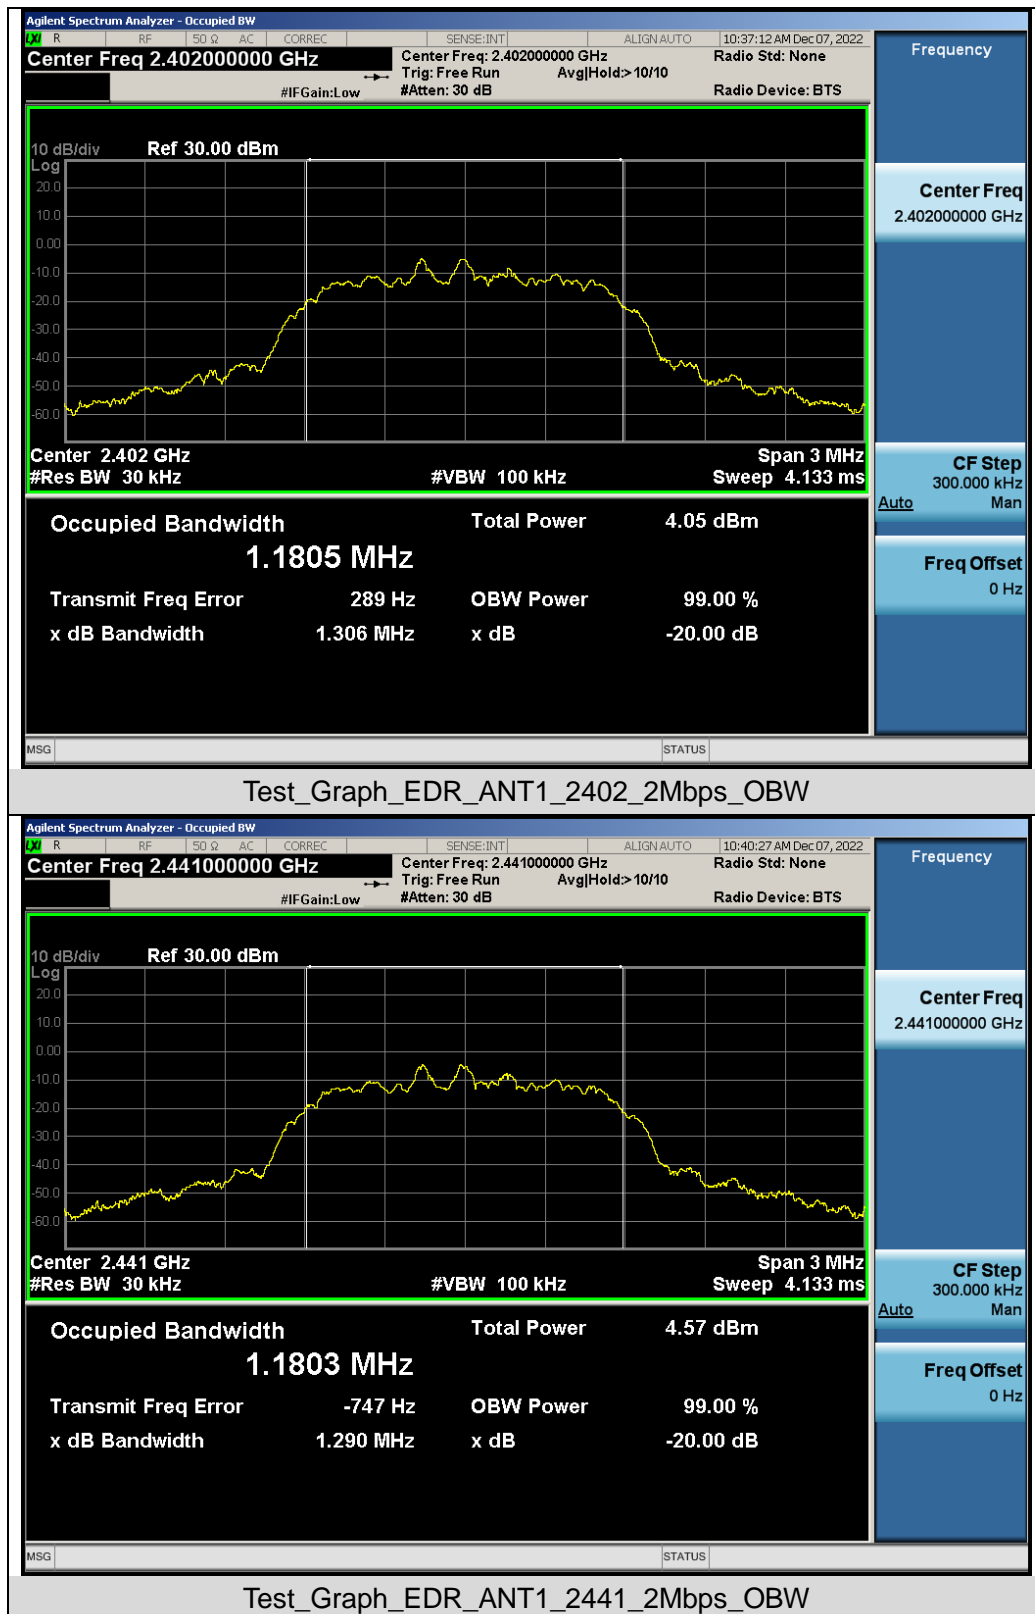 Agilent Spectrum Analyzer - Occupied BW
LXI R RF 50 Ω AC CORREC SENSE:INT ALIGN AUTO 10:37:12 AM Dec 07, 2022
Center Freq 2.402000000 GHz Center Freq: 2.402000000 GHz Radio Std: None
Trig: Free Run Avg|Hold:>10/10
#IFGain:Low #Atten: 30 dB Radio Device: BTS
Frequency
10 dB/div Ref 30.00 dBm
Log
20.0
10.0
0.00
-10.0
-20.0
-30.0
-40.0
-50.0
-60.0
Center 2.402 GHz Span 3 MHz
#Res BW 30 kHz #VBW 100 kHz Sweep 4.133 ms
Center Freq
2.402000000 GHz
CF Step
300.000 kHz
Auto Man
Freq Offset
0 Hz
Occupied Bandwidth Total Power 4.05 dBm
1.1805 MHz
Transmit Freq Error 289 Hz OBW Power 99.00 %
x dB Bandwidth 1.306 MHz x dB -20.00 dB
MSG STATUS
Test_Graph_EDR_ANT1_2402_2Mbps_OBW
Agilent Spectrum Analyzer - Occupied BW
LXI R RF 50 Ω AC CORREC SENSE:INT ALIGN AUTO 10:40:27 AM Dec 07, 2022
Center Freq 2.441000000 GHz Center Freq: 2.441000000 GHz Radio Std: None
Trig: Free Run Avg|Hold:>10/10
#IFGain:Low #Atten: 30 dB Radio Device: BTS
Frequency
10 dB/div Ref 30.00 dBm
Log
20.0
10.0
0.00
-10.0
-20.0
-30.0
-40.0
-50.0
-60.0
Center 2.441 GHz Span 3 MHz
#Res BW 30 kHz #VBW 100 kHz Sweep 4.133 ms
Center Freq
2.441000000 GHz
CF Step
300.000 kHz
Auto Man
Freq Offset
0 Hz
Occupied Bandwidth Total Power 4.57 dBm
1.1803 MHz
Transmit Freq Error -747 Hz OBW Power 99.00 %
x dB Bandwidth 1.290 MHz x dB -20.00 dB
MSG STATUS
Test_Graph_EDR_ANT1_2441_2Mbps_OBW